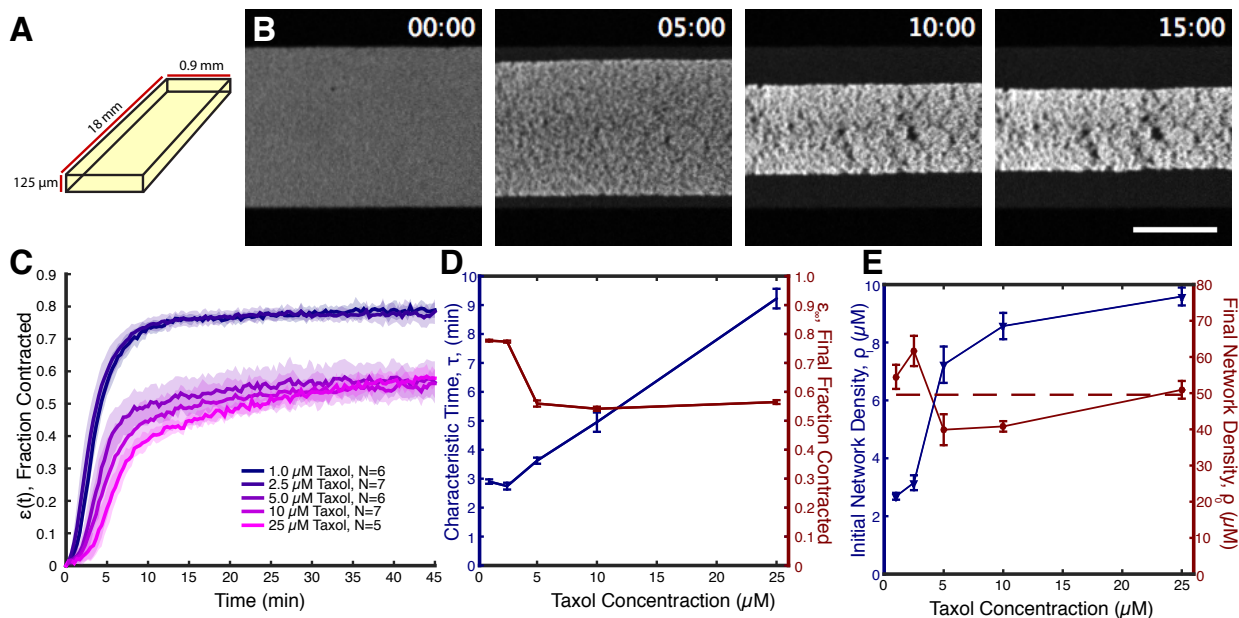 A
0.9 mm
18 mm
125 µm
B
00:00
05:00
10:00
15:00
C
ε(t), Fraction Contracted
0.9
0.8
0.7
0.6
0.5
0.4
0.3
0.2
0.1
0
0 5 10 15 20 25 30 35 40 45
Time (min)
1.0 µM Taxol, N=6
2.5 µM Taxol, N=7
5.0 µM Taxol, N=6
10 µM Taxol, N=7
25 µM Taxol, N=5
D
Characteristic Time, τ, (min)
10
9
8
7
6
5
4
3
2
1
0
0 5 10 15 20 25
Taxol Concentration (µM)
1.0
0.9
0.8
0.7
0.6
0.5
0.4
0.3
0.2
0.1
0
ε∞, Final Fraction Contracted
E
Initial Network Density, ρ (µM)
10
8
6
4
2
0
0 5 10 15 20 25
Taxol Concentration (µM)
80
70
60
50
40
30
20
10
0
Final Network Density, ρ₀ (µM)